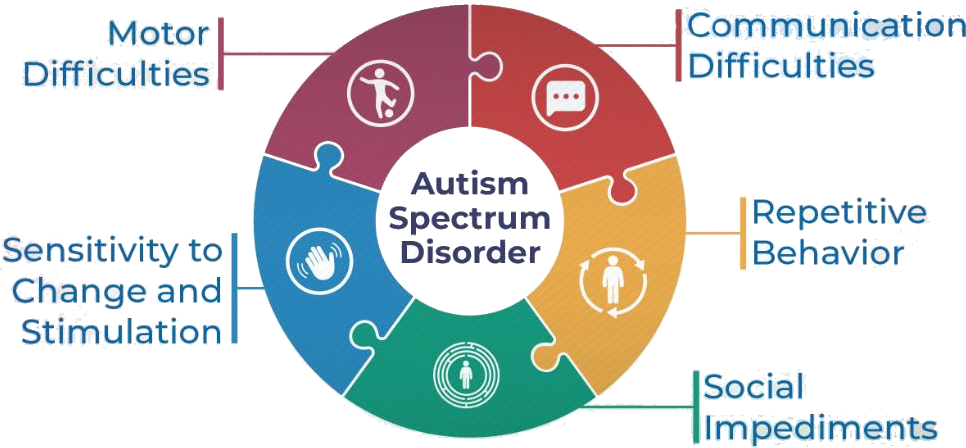 Motor
Difficulties
Communication
Difficulties
Autism
Spectrum
Disorder
Repetitive
Behavior
Sensitivity to
Change and
Stimulation
Social
Impediments